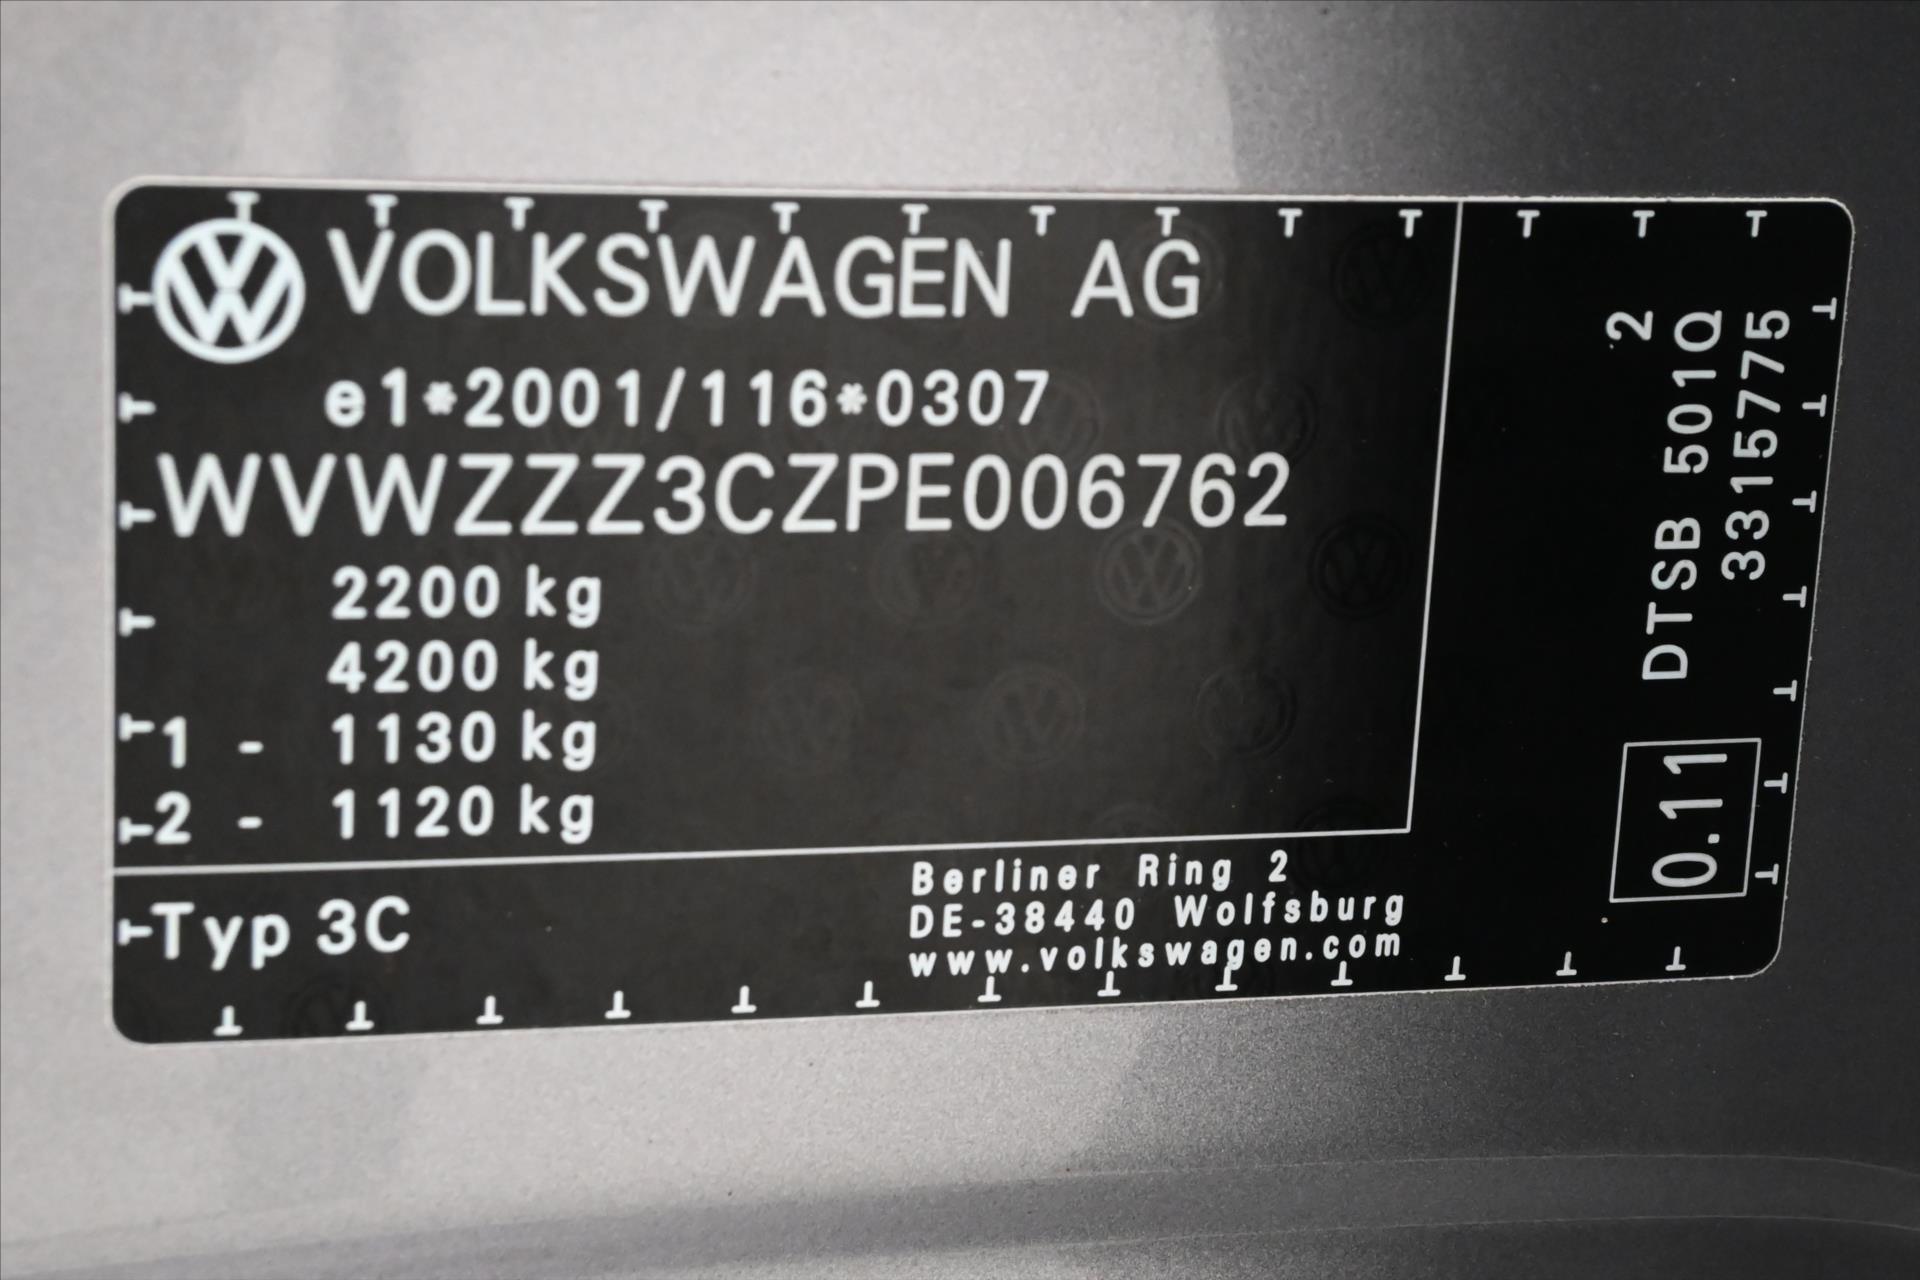 VOLKSWAGEN AG
e1*2001/116*0307
WVWZZZ3CZPE006762
2200 kg
4200 kg
1 - 1130 kg
2 - 1120 kg
Typ 3C
Berliner Ring 2
DE-38440 Wolfsburg
www.volkswagen.com
2
DTSB 501Q
3315775
0.11